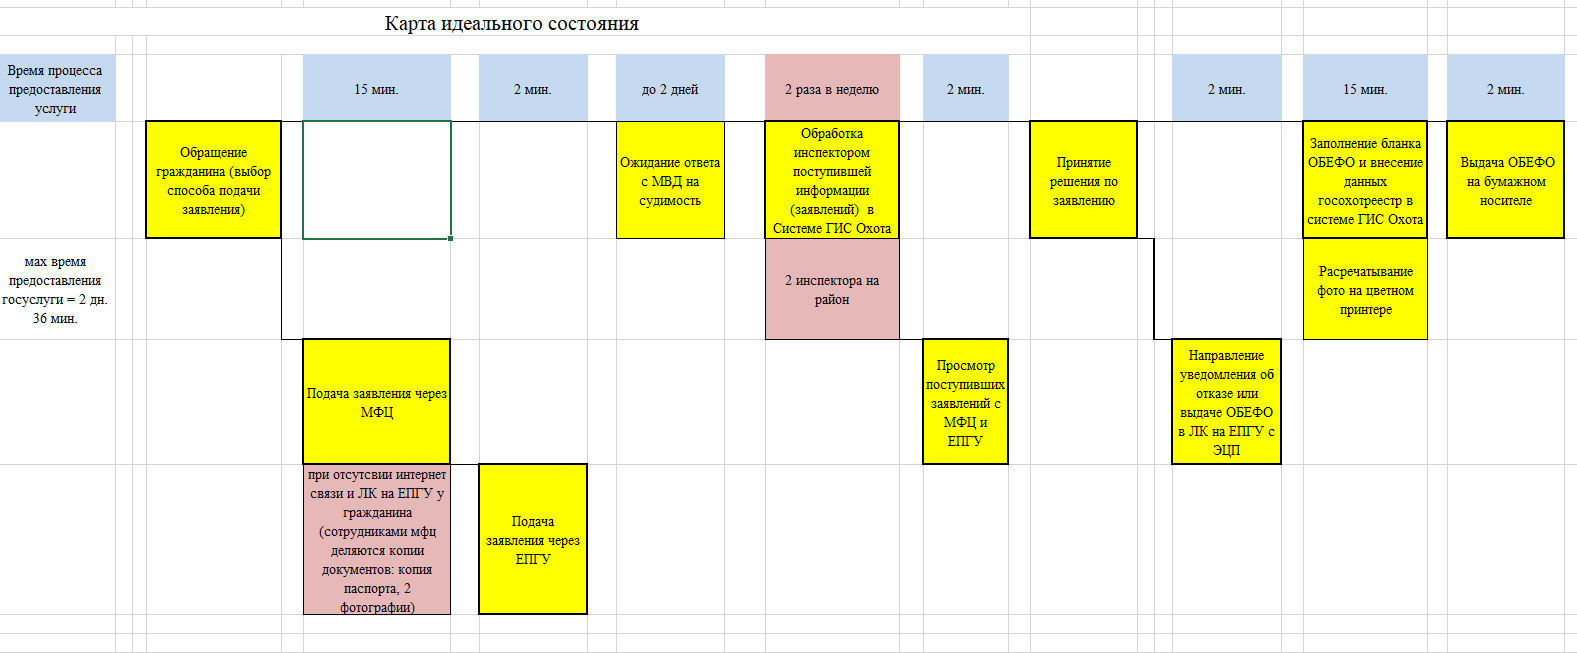 Карта идеального состояния
Время процесса
предоставления
услуги
15 мин.
2 мин.
до 2 дней
2 раза в неделю
2 мин.
2 мин.
15 мин.
2 мин.
Обращение
гражданина (выбор
способа подачи
заявления)
Ожидание ответа
с МВД на
судимость
Обработка
инспектором
поступившей
информации
(заявлений)  в
Системе ГИС Охота
Принятие
решения по
заявлению
Заполнение бланка
ОБЕФО и внесение
данных
госохотреестр в
системе ГИС Охота
Выдача ОБЕФО
на бумажном
носителе
мах время
предоставления
госуслуги = 2 дн.
36 мин.
2 инспектора на
район
Расречатывание
фото на цветном
принтере
Подача заявления через
МФЦ
Просмотр
поступивших
заявлений с
МФЦ и
ЕПГУ
Направление
уведомления об
отказе или
выдаче ОБЕФО
в ЛК на ЕПГУ с
ЭЦП
при отсутсвии интернет
связи и ЛК на ЕПГУ у
гражданина
(сотрудниками мфц
деляются копии
документов: копия
паспорта, 2
фотографии)
Подача
заявления через
ЕПГУ